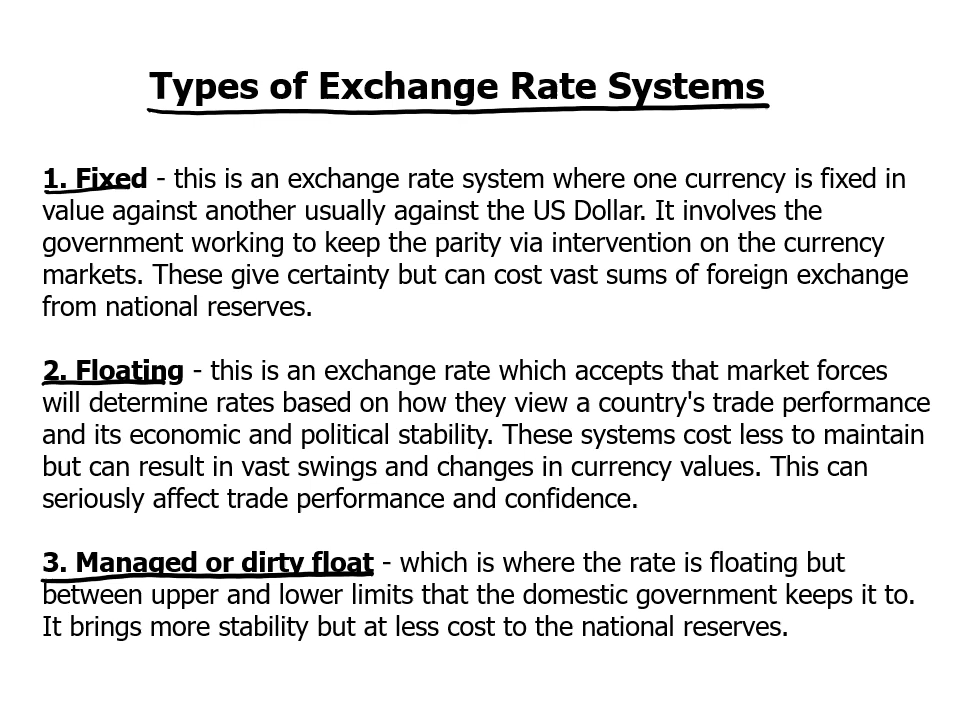 Types of Exchange Rate Systems
1. Fixed - this is an exchange rate system where one currency is fixed in
value against another usually against the US Dollar. It involves the
government working to keep the parity via intervention on the currency
markets. These give certainty but can cost vast sums of foreign exchange
from national reserves.
2. Floating - this is an exchange rate which accepts that market forces
will determine rates based on how they view a country's trade performance
and its economic and political stability. These systems cost less to maintain
but can result in vast swings and changes in currency values. This can
seriously affect trade performance and confidence.
3. Managed or dirty float - which is where the rate is floating but
between upper and lower limits that the domestic government keeps it to.
It brings more stability but at less cost to the national reserves.